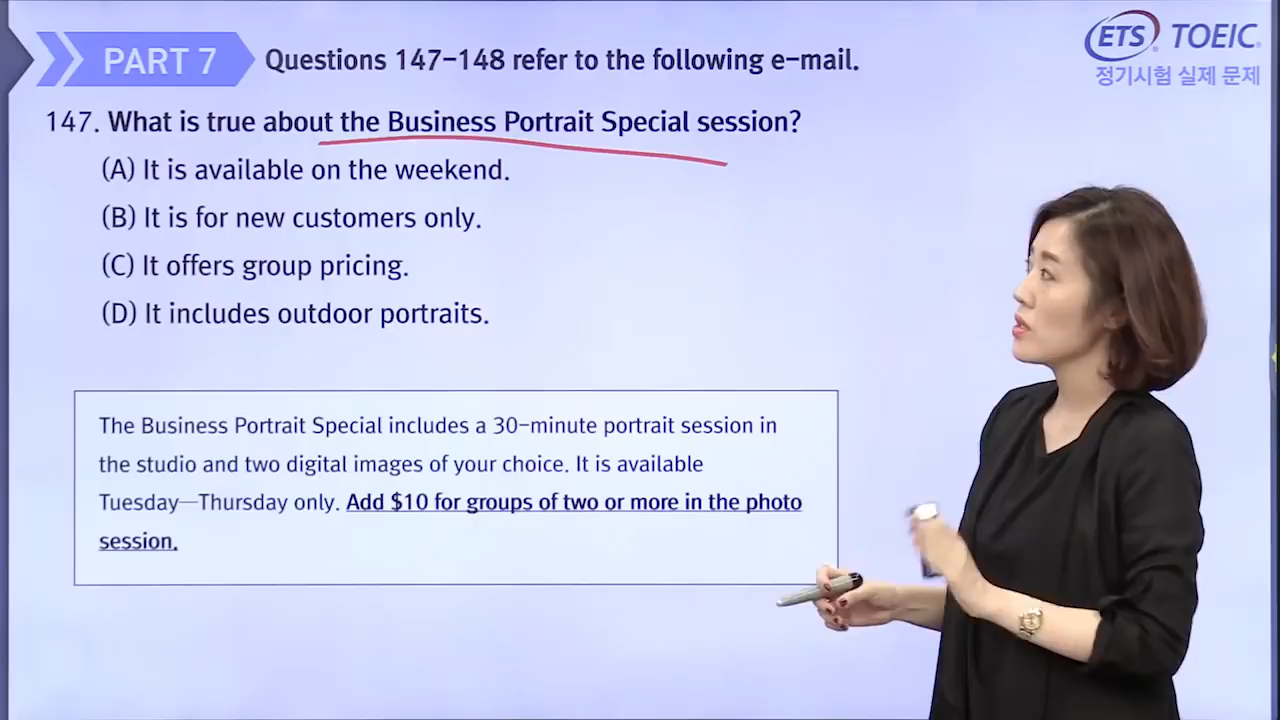 PART 7
Questions 147–148 refer to the following e-mail.
ETS TOEIC
정기시험 실제 문제
147. What is true about the Business Portrait Special session?
(A) It is available on the weekend.
(B) It is for new customers only.
(C) It offers group pricing.
(D) It includes outdoor portraits.
The Business Portrait Special includes a 30-minute portrait session in
the studio and two digital images of your choice. It is available
Tuesday—Thursday only. Add $10 for groups of two or more in the photo
session.